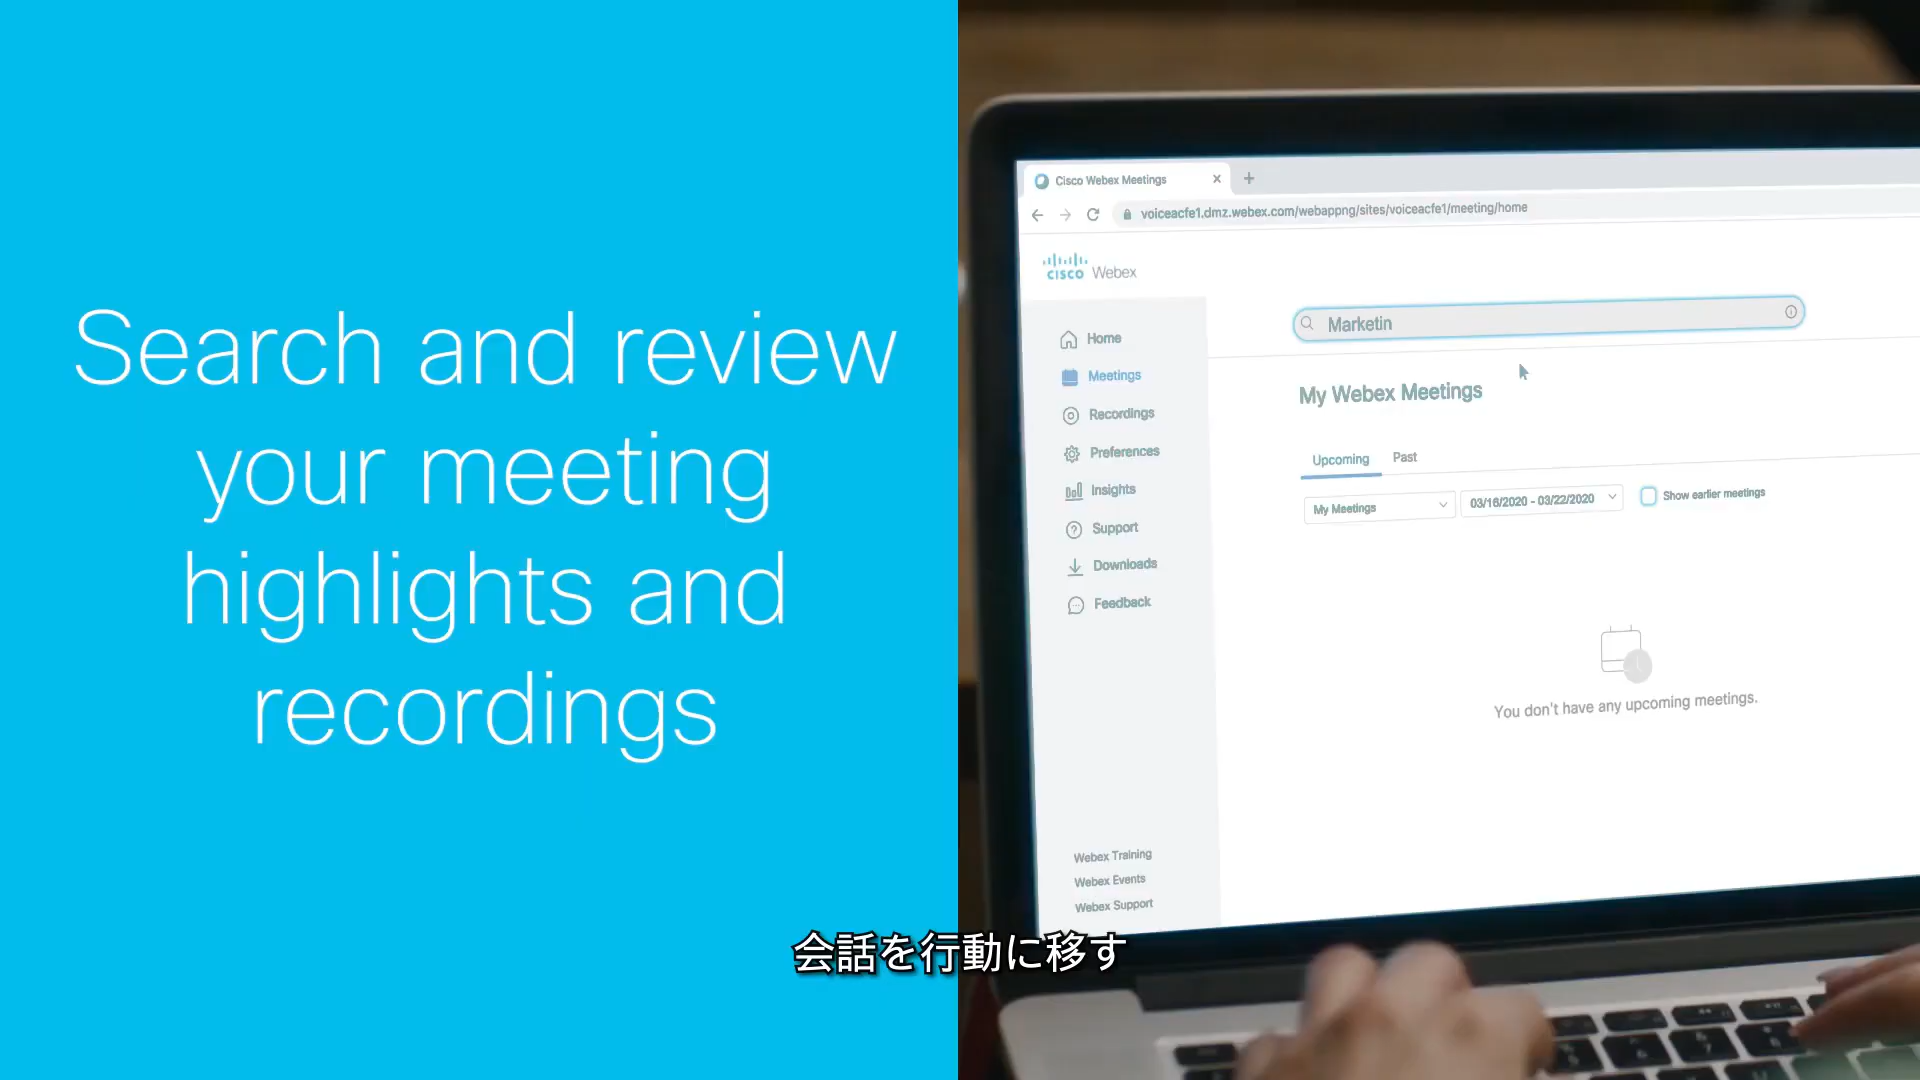 Search and review
your meeting
highlights and
recordings
Cisco Webex Meetings
voiceacfe1.dmz.webex.com/webappng/sites/voiceacfe1/meeting/home
CISCO Webex
Marketin
Home
Meetings
Recordings
Preferences
Insights
Support
Downloads
Feedback
My Webex Meetings
Upcoming Past
My Meetings 03/16/2020 - 03/22/2020 Show earlier meetings
You don't have any upcoming meetings.
Webex Training
Webex Events
Webex Support
会話を行動に移す